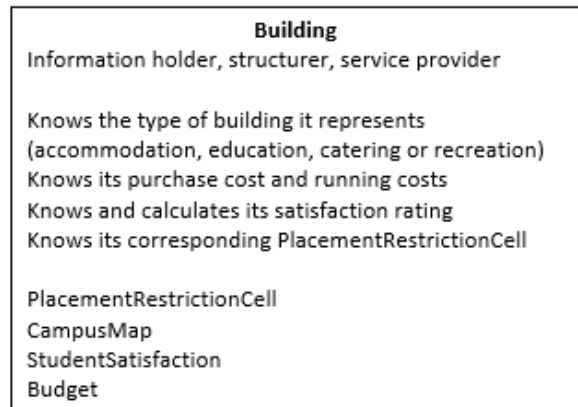 Building
Information holder, structurer, service provider
Knows the type of building it represents
(accommodation, education, catering or recreation)
Knows its purchase cost and running costs
Knows and calculates its satisfaction rating
Knows its corresponding PlacementRestrictionCell
PlacementRestrictionCell
CampusMap
StudentSatisfaction
Budget